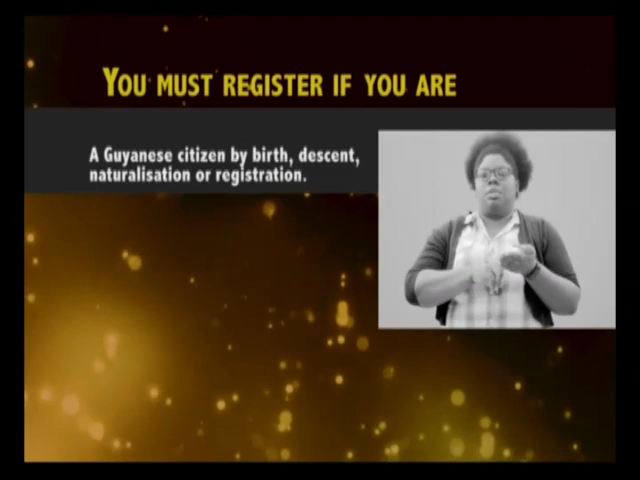 You must register if you are
A Guyanese citizen by birth, descent,
naturalisation or registration.